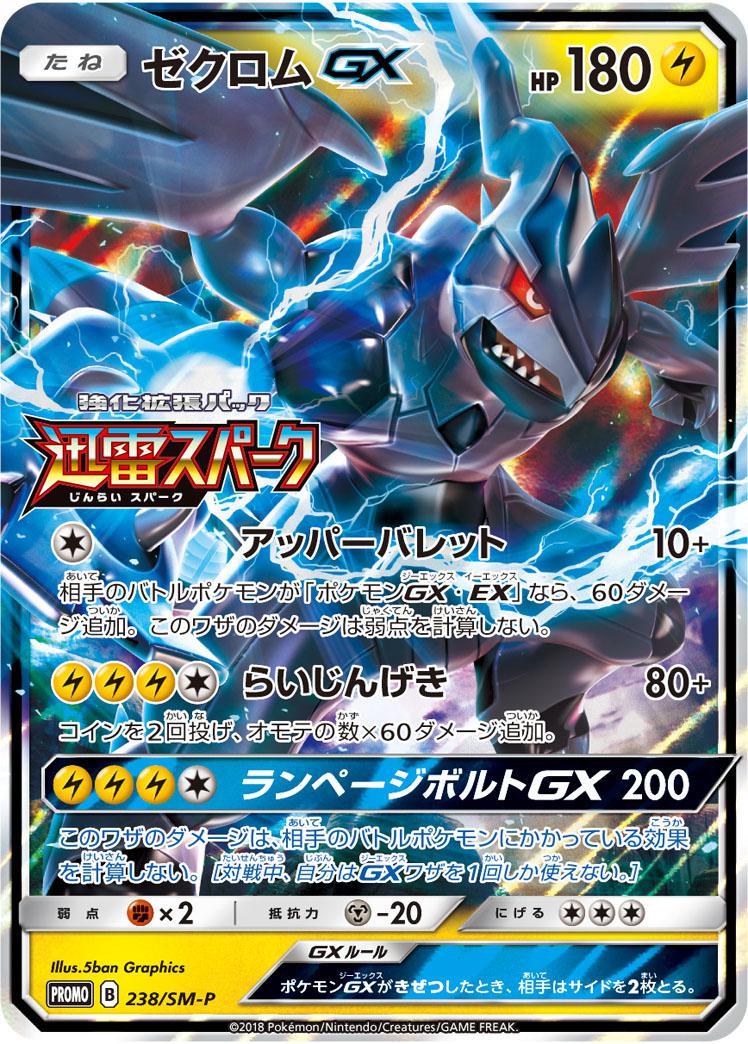 たね ゼクロムGX HP 180
強化拡張パック
迅雷スパーク
じんらい スパーク
アッパーバレット 10+
相手のバトルポケモンが「ポケモンGX・EX」なら、60ダメー
ジ追加。このワザのダメージは弱点を計算しない。
らいじんげき 80+
コインを2回投げ、オモテの数×60ダメージ追加。
ランページボルトGX 200
このワザのダメージは、相手のバトルポケモンにかかっている効果
を計算しない。[対戦中、自分はGXワザを1回しか使えない。]
弱点 ×2 抵抗力 -20 にげる
Illus.5ban Graphics
GXルール
ポケモンGXがきぜつしたとき、相手はサイドを2枚とる。
PROMO B 238/SM-P
©2018 Pokémon/Nintendo/Creatures/GAME FREAK.